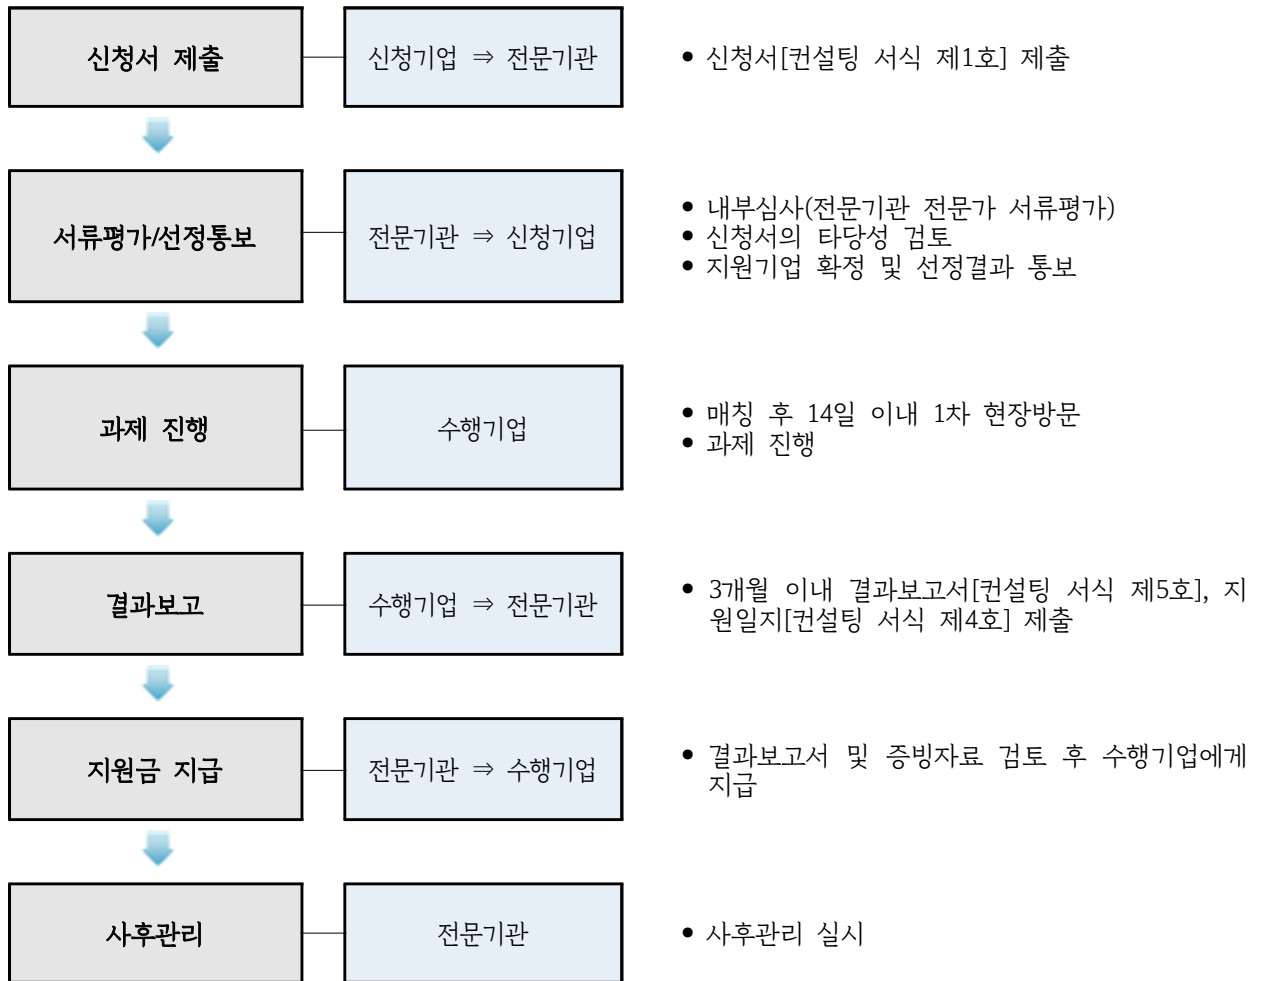 신청서 제출
신청기업 ⇒ 전문기관
• 신청서[컨설팅 서식 제1호] 제출
서류평가/선정통보
전문기관 ⇒ 신청기업
• 내부심사(전문기관 전문가 서류평가)
• 신청서의 타당성 검토
• 지원기업 확정 및 선정결과 통보
과제 진행
수행기업
• 매칭 후 14일 이내 1차 현장방문
• 과제 진행
결과보고
수행기업 ⇒ 전문기관
• 3개월 이내 결과보고서[컨설팅 서식 제5호], 지
원일지[컨설팅 서식 제4호] 제출
지원금 지급
전문기관 ⇒ 수행기업
• 결과보고서 및 증빙자료 검토 후 수행기업에게
지급
사후관리
전문기관
• 사후관리 실시